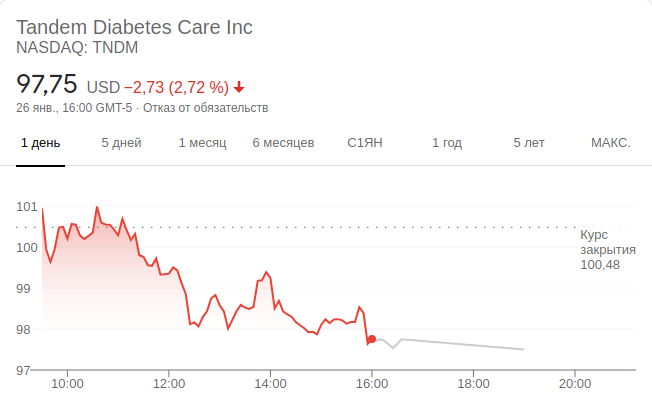 Tandem Diabetes Care Inc
NASDAQ: TNDM
97,75 USD −2,73 (2,72 %)
26 янв., 16:00 GMT-5 · Отказ от обязательств
1 день 5 дней 1 месяц 6 месяцев С1ЯН 1 год 5 лет МАКС.
101
100
99
98
97
Курс
закрытия
100,48
10:00 12:00 14:00 16:00 18:00 20:00